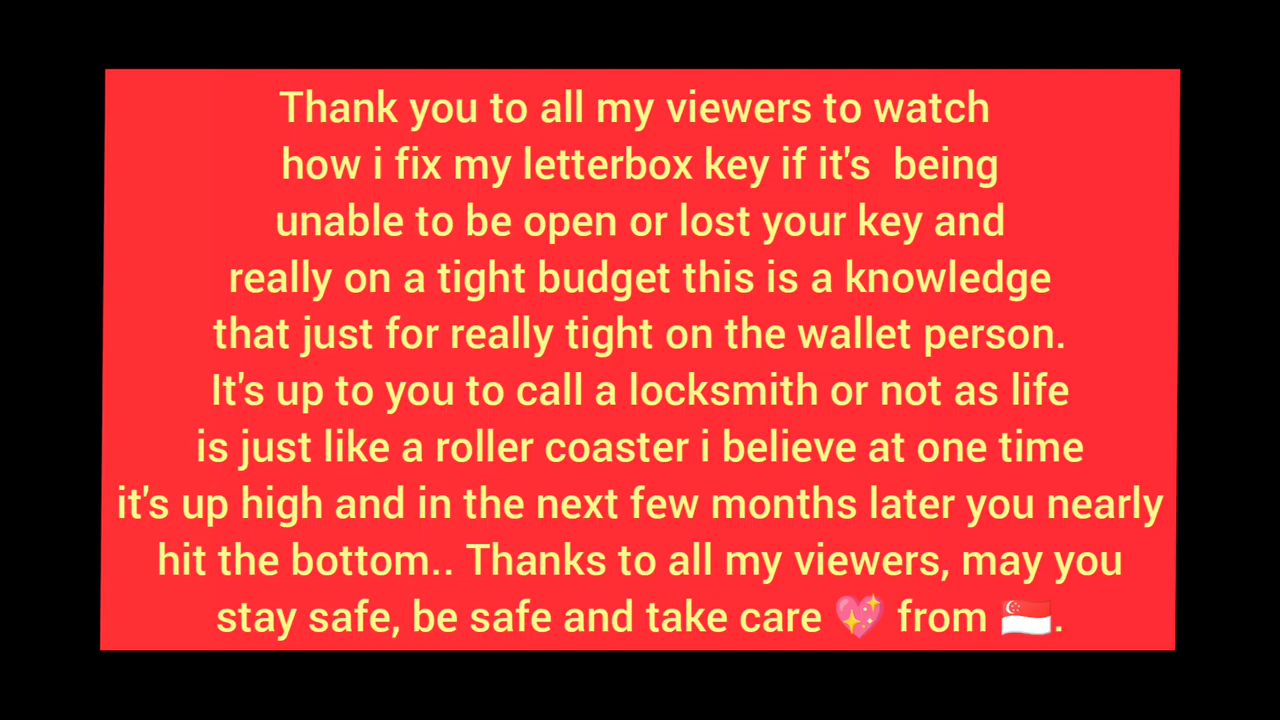 Thank you to all my viewers to watch
how i fix my letterbox key if it's  being
unable to be open or lost your key and
really on a tight budget this is a knowledge
that just for really tight on the wallet person.
It's up to you to call a locksmith or not as life
is just like a roller coaster i believe at one time
it's up high and in the next few months later you nearly
hit the bottom.. Thanks to all my viewers, may you
stay safe, be safe and take care 💖 from 🇸🇬.